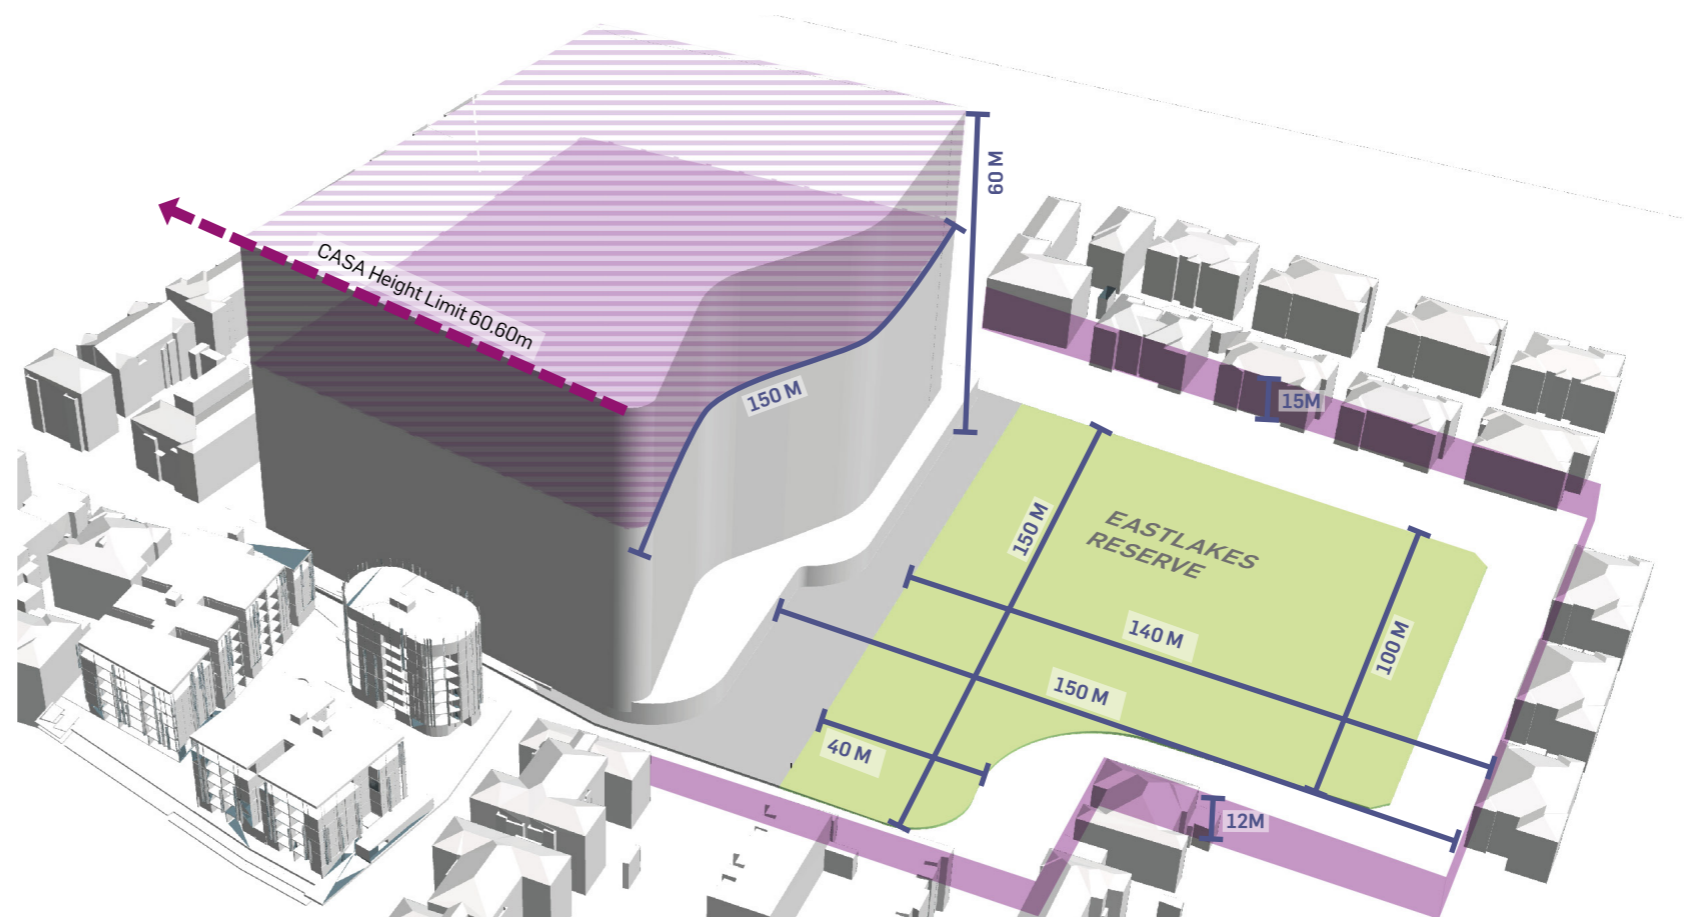 60 M
CASA Height Limit 60.60m
150 M
15M
EASTLAKES
RESERVE
150 M
140 M
100 M
150 M
40 M
12M